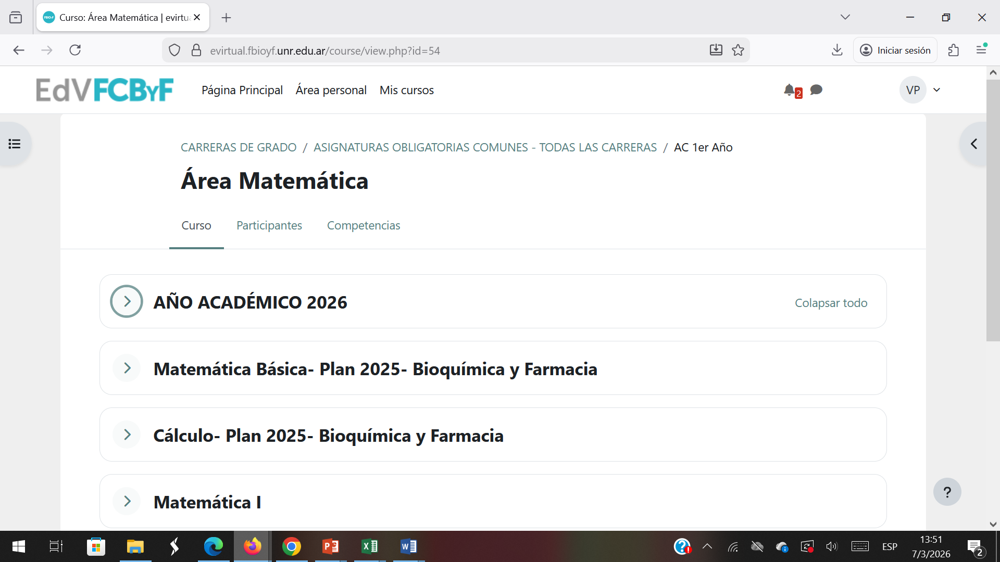 Curso: Área Matemática | evirtu
evirtual.fbioyf.unr.edu.ar/course/view.php?id=54
Iniciar sesión
EdVFCByF
Página Principal
Área personal
Mis cursos
2
VP
CARRERAS DE GRADO / ASIGNATURAS OBLIGATORIAS COMUNES - TODAS LAS CARRERAS / AC 1er Año
Área Matemática
Curso
Participantes
Competencias
AÑO ACADÉMICO 2026
Colapsar todo
Matemática Básica- Plan 2025- Bioquímica y Farmacia
Cálculo- Plan 2025- Bioquímica y Farmacia
Matemática I
?
ESP
13:51
7/3/2026
2